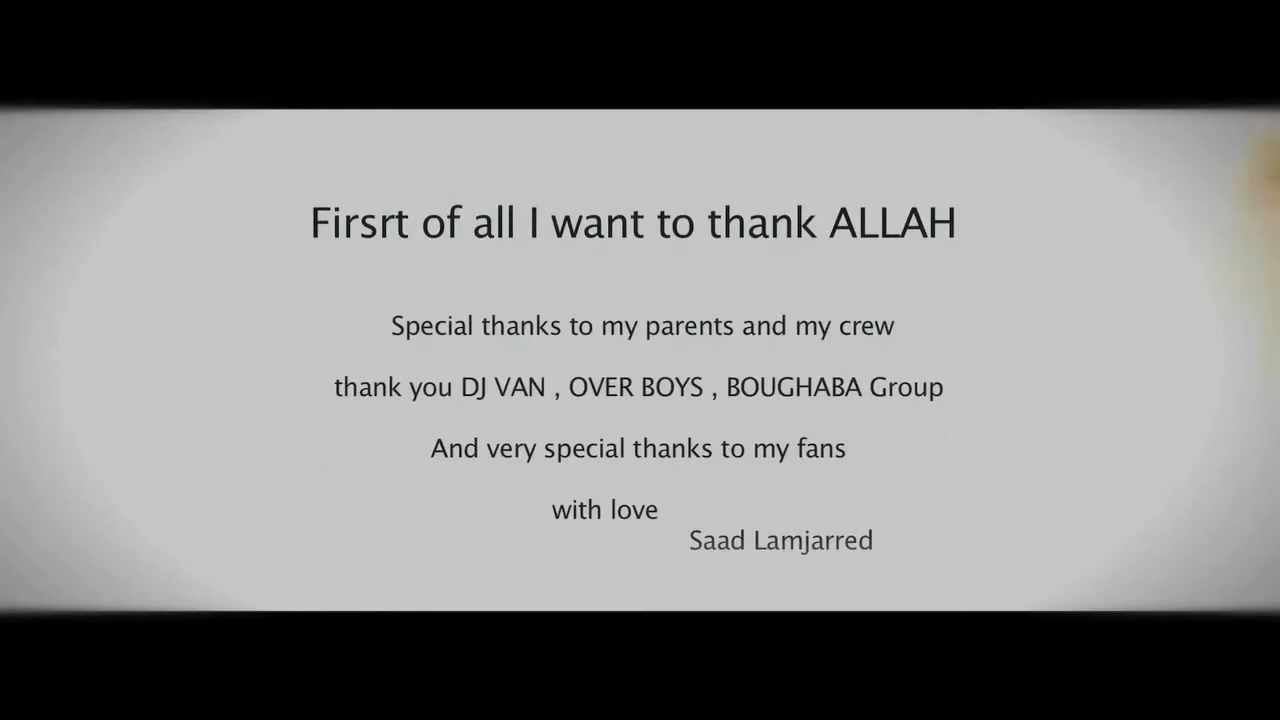 Firsrt of all I want to thank ALLAH
Special thanks to my parents and my crew
thank you DJ VAN , OVER BOYS , BOUGHABA Group
And very special thanks to my fans
with love
Saad Lamjarred